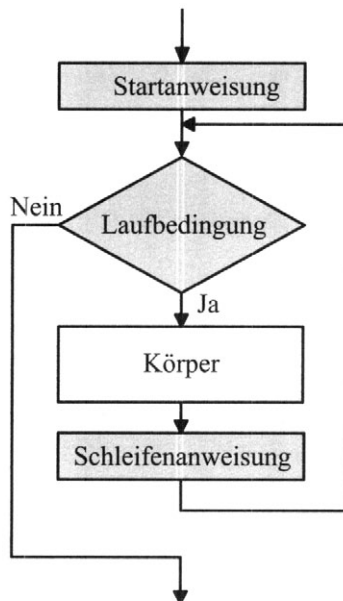 Startanweisung
Laufbedingung
Nein
Ja
Körper
Schleifenanweisung